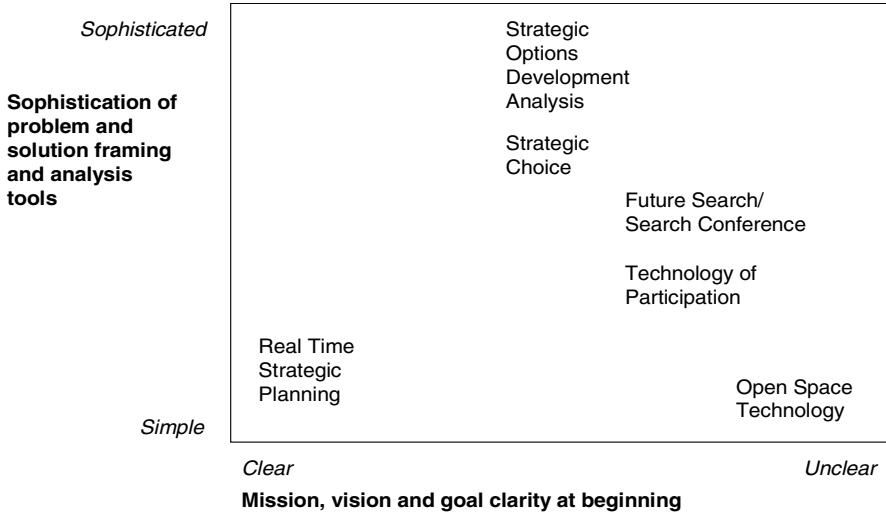 Sophisticated
Sophistication of
problem and
solution framing
and analysis
tools
Simple
Strategic
Options
Development
Analysis
Strategic
Choice
Future Search/
Search Conference
Technology of
Participation
Real Time
Strategic
Planning
Open Space
Technology
Clear
Unclear
Mission, vision and goal clarity at beginning